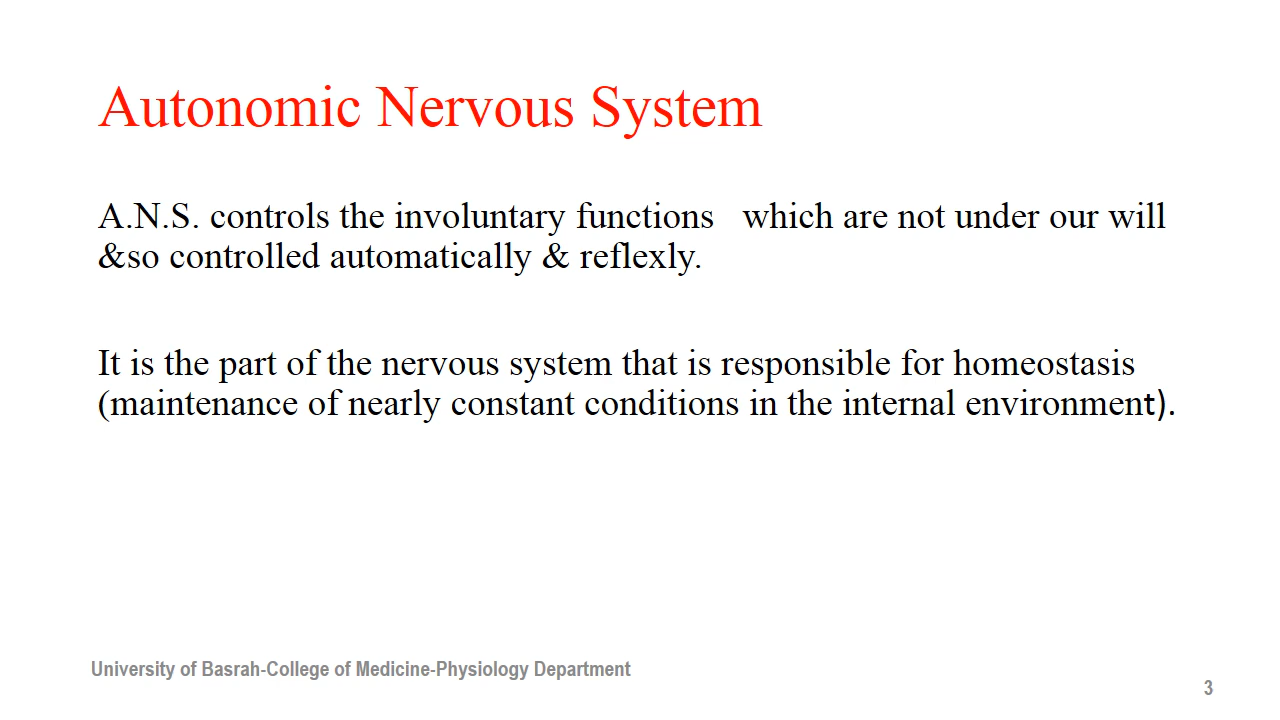 Autonomic Nervous System
A.N.S. controls the involuntary functions   which are not under our will
&so controlled automatically & reflexly.
It is the part of the nervous system that is responsible for homeostasis
(maintenance of nearly constant conditions in the internal environment).
University of Basrah-College of Medicine-Physiology Department
3